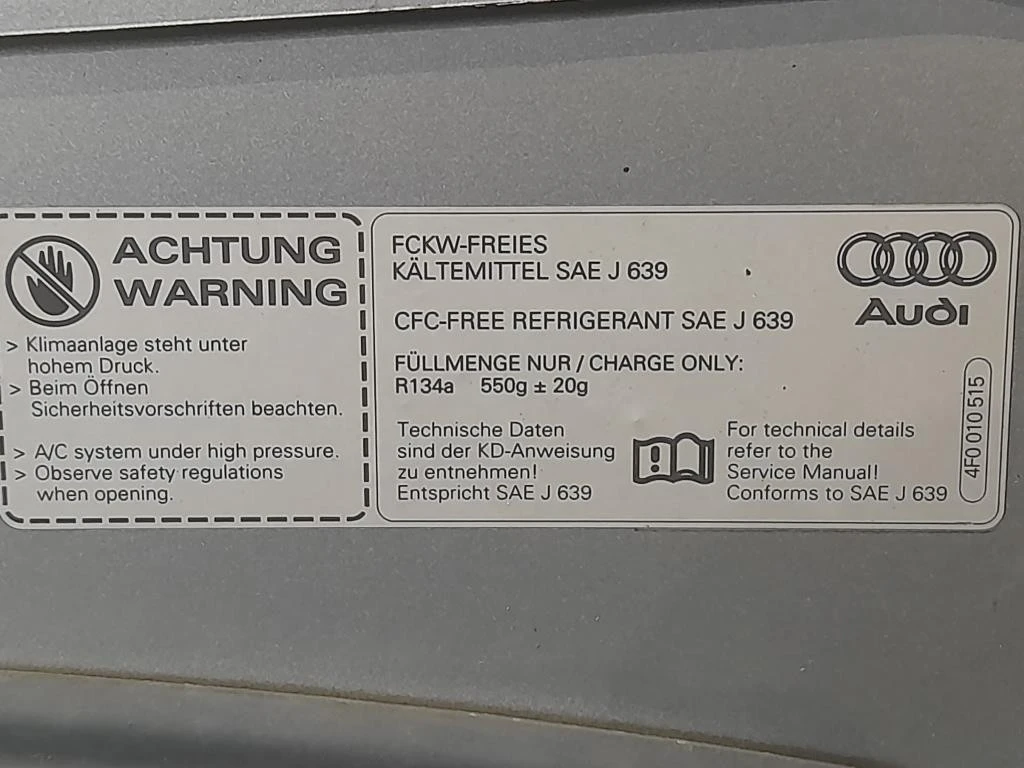 ACHTUNG
WARNING
> Klimaanlage steht unter
hohem Druck.
> Beim Öffnen
Sicherheitsvorschriften beachten.
> A/C system under high pressure.
> Observe safety regulations
when opening.
FCKW-FREIES
KÄLTEMITTEL SAE J 639
CFC-FREE REFRIGERANT SAE J 639
FÜLLMENGE NUR / CHARGE ONLY:
R134a 550g ± 20g
Technische Daten
sind der KD-Anweisung
zu entnehmen!
Entspricht SAE J 639
!
For technical details
refer to the
Service Manual!
Conforms to SAE J 639
Audi
4F0 010 515